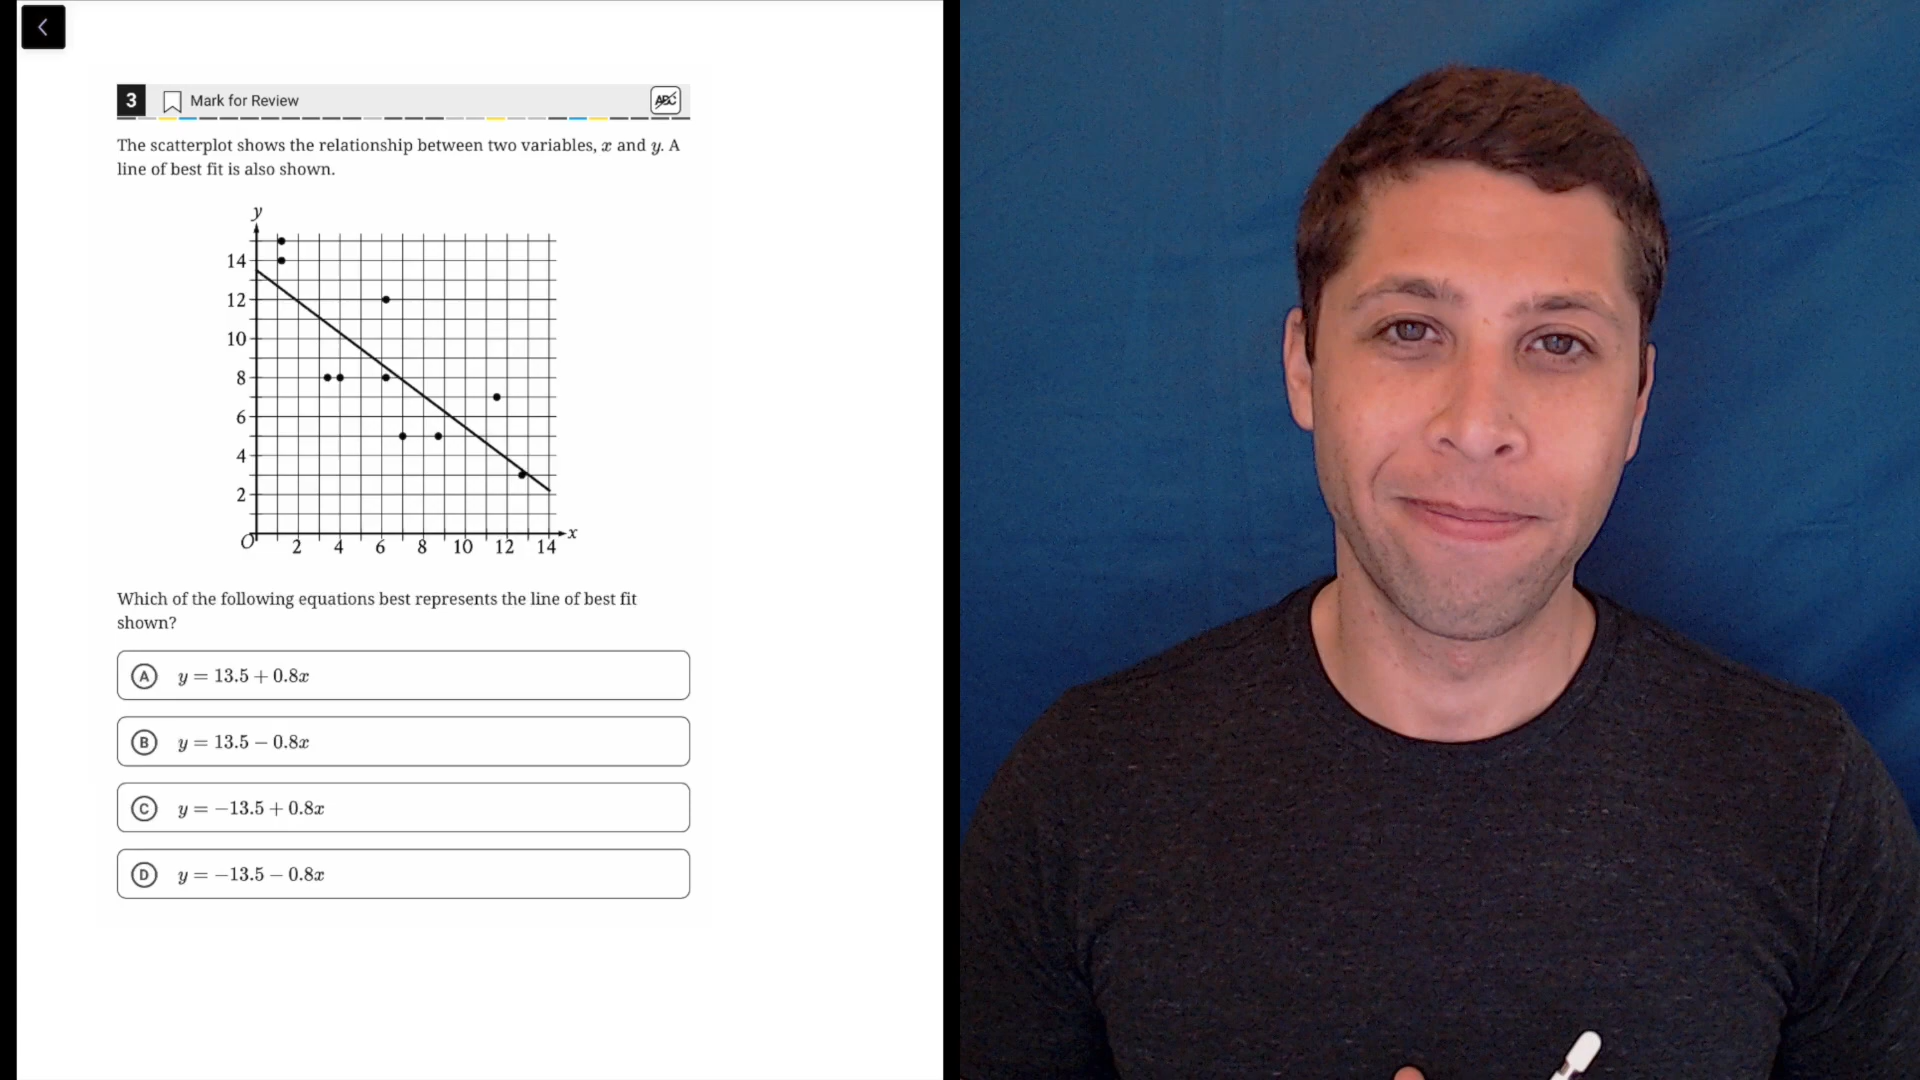 3 Mark for Review ABC
The scatterplot shows the relationship between two variables, x and y. A
line of best fit is also shown.
y
14
12
10
8
6
4
2
O 2 4 6 8 10 12 14 x
Which of the following equations best represents the line of best fit
shown?
A y = 13.5 + 0.8x
B y = 13.5 − 0.8x
C y = −13.5 + 0.8x
D y = −13.5 − 0.8x